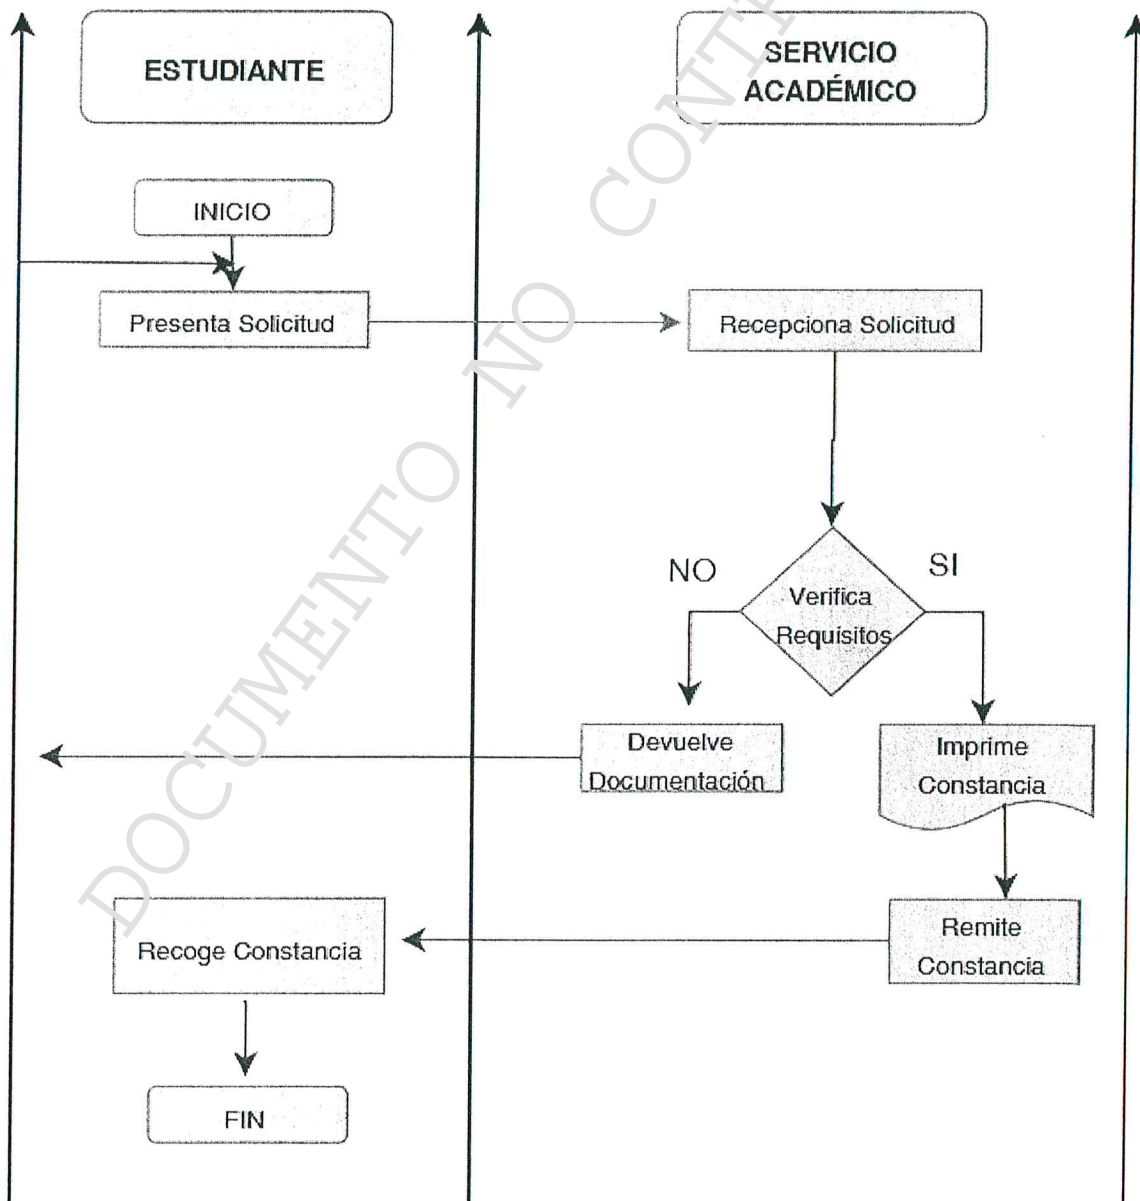 ESTUDIANTE
SERVICIO
ACADÉMICO
INICIO
Presenta Solicitud
Recepciona Solicitud
NO
SI
Verifica
Requisitos
Devuelve
Documentación
Imprime
Constancia
Recoge Constancia
Remite
Constancia
FIN
DOCUMENTO NO